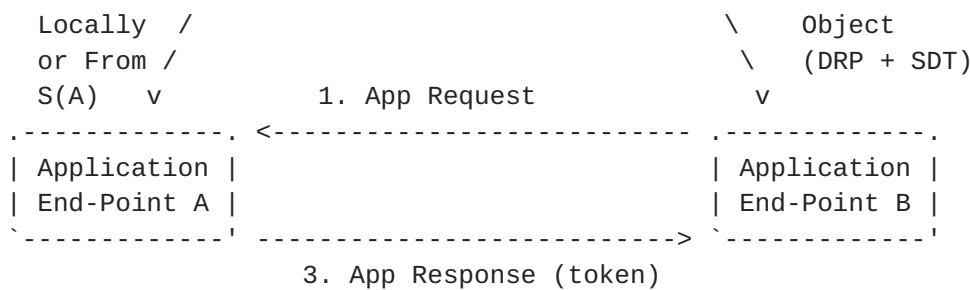 Locally / \ Object
or From / \ (DRP + SDT)
S(A) v 1. App Request v
.-------------. <--------------------------- .-------------.
| Application | | Application |
| End-Point A | | End-Point B |
`-------------' ---------------------------> `-------------'
3. App Response (token)